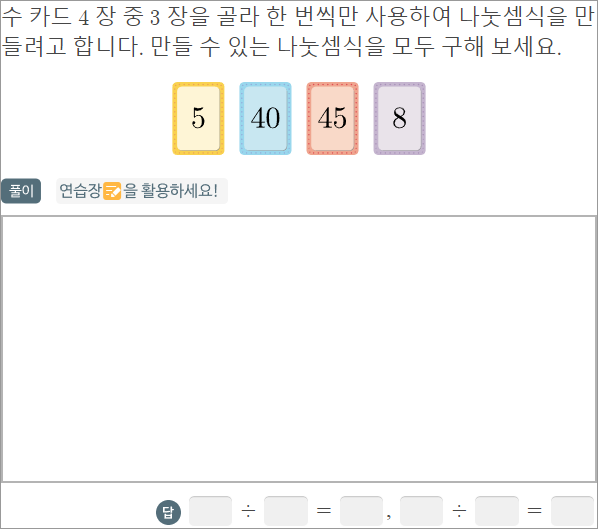 수 카드 4 장 중 3 장을 골라 한 번씩만 사용하여 나눗셈식을 만
들려고 합니다. 만들 수 있는 나눗셈식을 모두 구해 보세요.
5 40 45 8
풀이 연습장을 활용하세요!
답 ÷ = , ÷ =